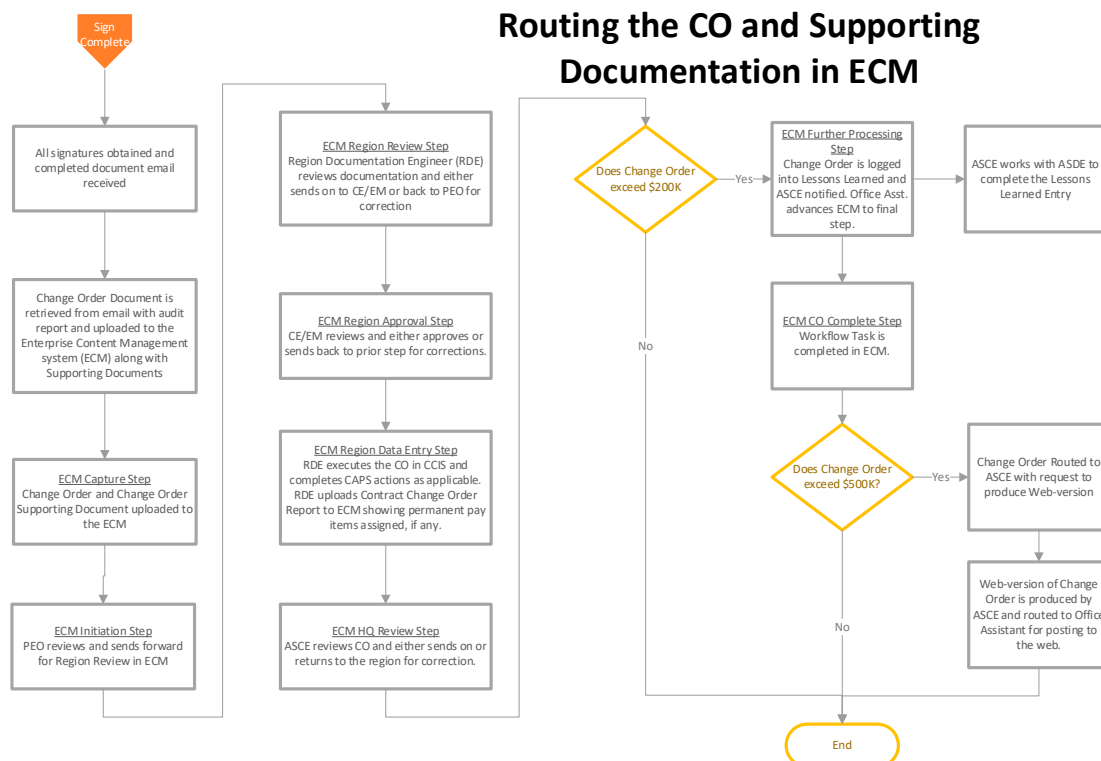 Routing the CO and Supporting
Documentation in ECM
Sign
Complete
All signatures obtained and
completed document email
received
Change Order Document is
retrieved from email with audit
report and uploaded to the
Enterprise Content Management
system (ECM) along with
Supporting Documents
ECM Capture Step
Change Order and Change Order
Supporting Document uploaded to
the ECM
ECM Initiation Step
PEO reviews and sends forward
for Region Review in ECM
ECM Region Review Step
Region Documentation Engineer (RDE)
reviews documentation and either
sends on to CE/EM or back to PEO for
correction
ECM Region Approval Step
CE/EM reviews and either approves or
sends back to prior step for corrections.
ECM Region Data Entry Step
RDE executes the CO in CCIS and
completes CAPS actions as applicable.
RDE uploads Contract Change Order
Report to ECM showing permanent pay
items assigned, if any.
ECM HQ Review Step
ASCE reviews CO and either sends on or
returns to the region for correction.
Does Change Order
exceed $200K
Yes
No
ECM Further Processing
Step
Change Order is logged
into Lessons Learned and
ASCE notified. Office Asst.
advances ECM to final
step.
ASCE works with ASDE to
complete the Lessons
Learned Entry
ECM CO Complete Step
Workflow Task is
completed in ECM.
Does Change Order
exceed $500K?
Yes
No
Change Order Routed to
ASCE with request to
produce Web-version
Web-version of Change
Order is produced by
ASCE and routed to Office
Assistant for posting to
the web.
End